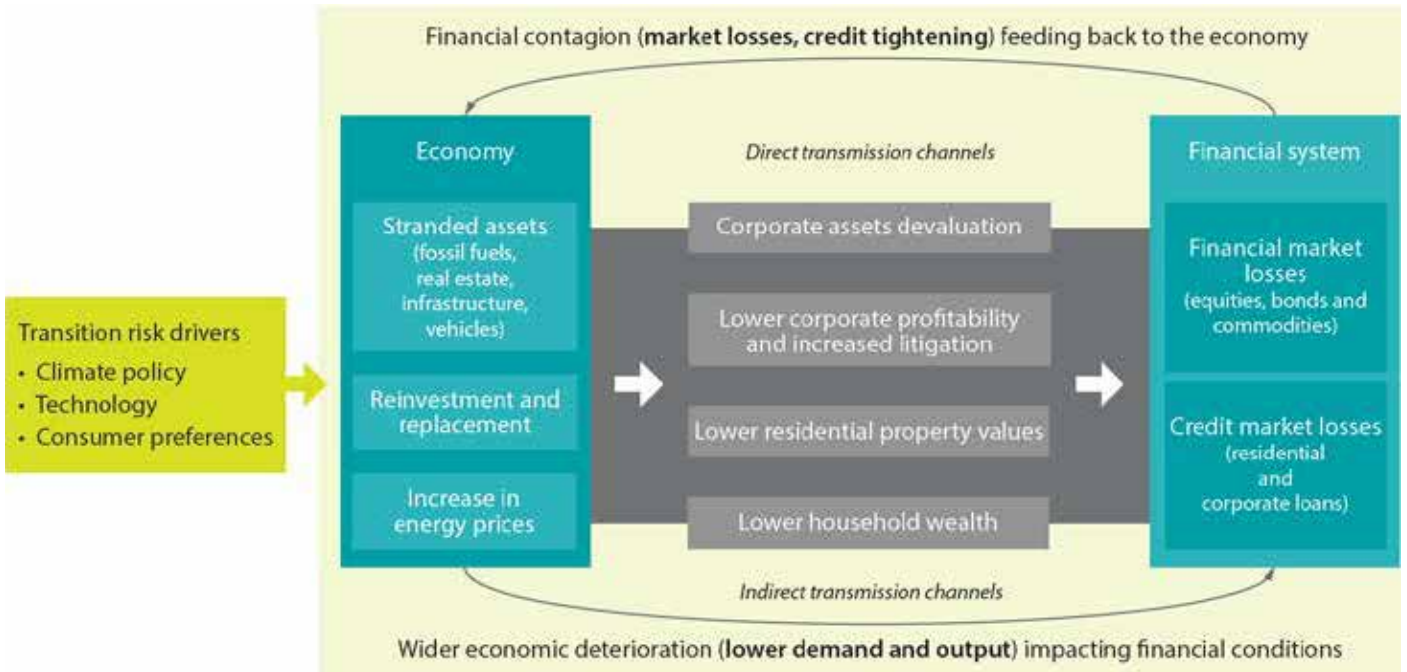 Financial contagion (market losses, credit tightening) feeding back to the economy
Economy
Direct transmission channels
Financial system
Stranded assets
(fossil fuels,
real estate,
infrastructure,
vehicles)
Corporate assets devaluation
Financial market
losses
(equities, bonds and
commodities)
Lower corporate profitability
and increased litigation
Transition risk drivers
• Climate policy
• Technology
• Consumer preferences
Reinvestment and
replacement
Lower residential property values
Credit market losses
(residential
and
corporate loans)
Increase in
energy prices
Lower household wealth
Indirect transmission channels
Wider economic deterioration (lower demand and output) impacting financial conditions